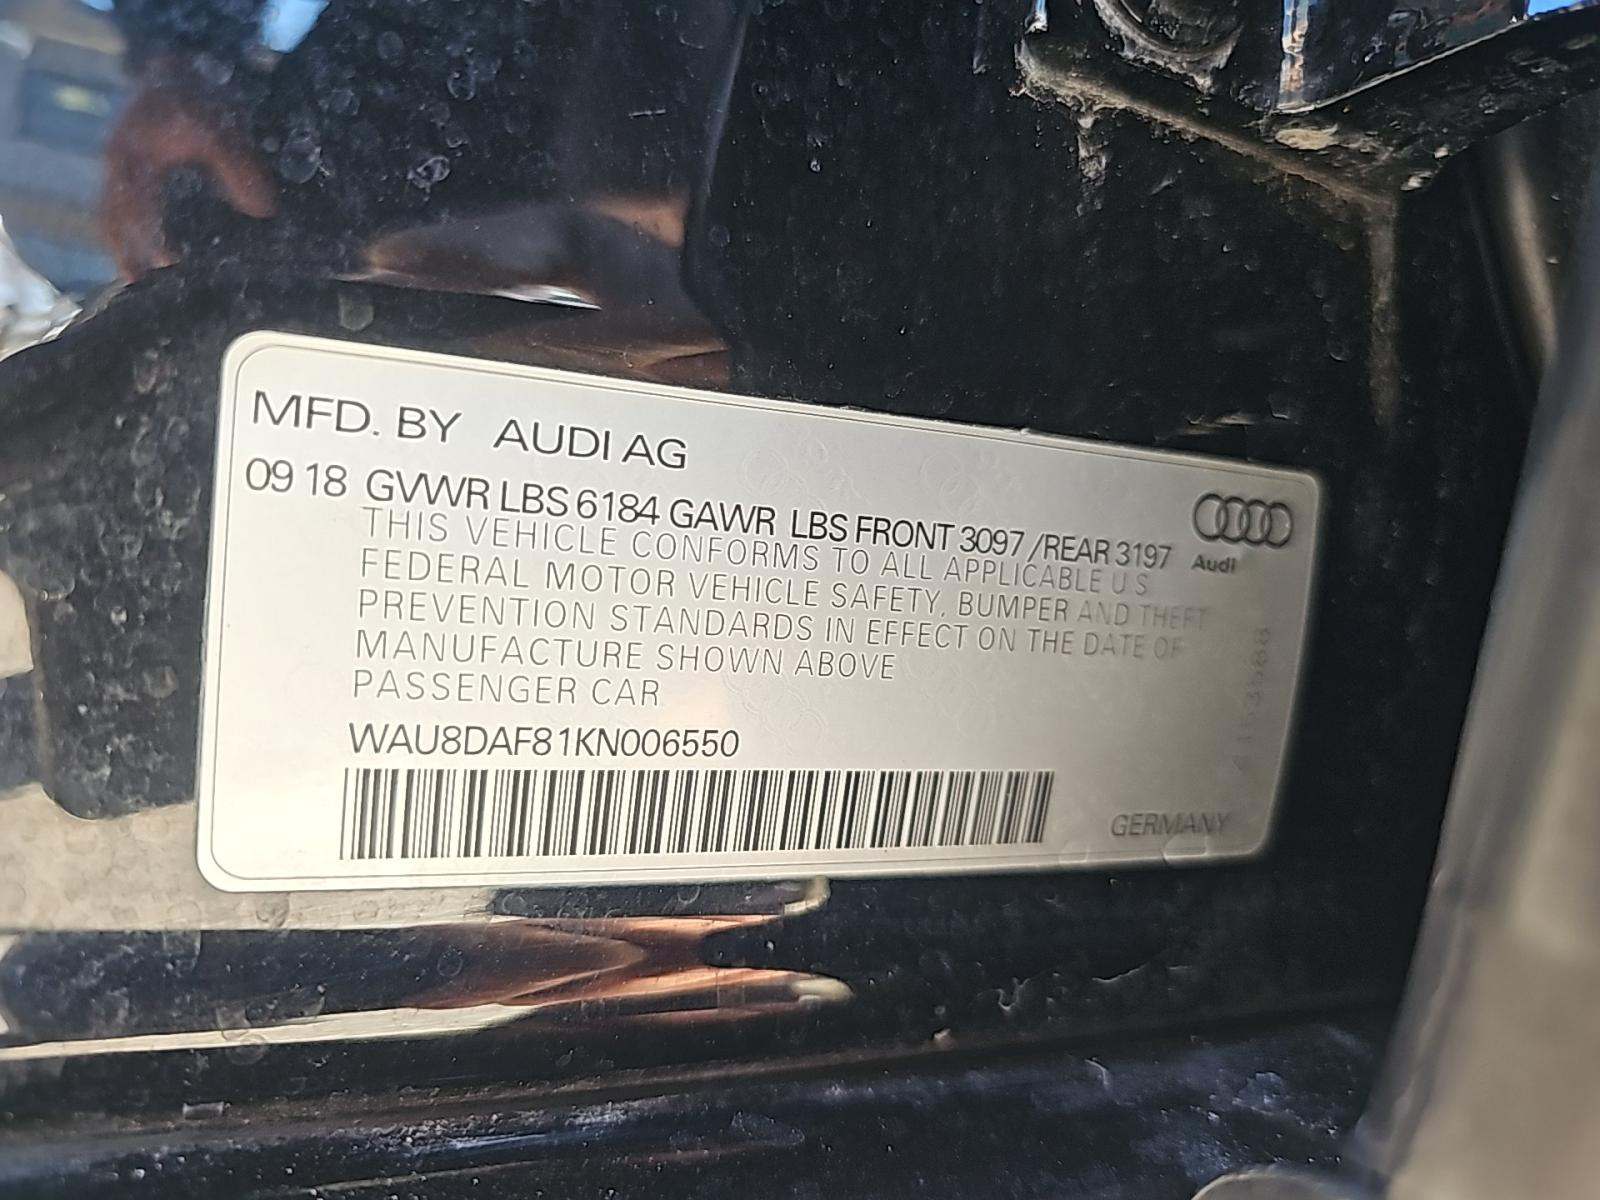 MFD. BY AUDI AG
09 18 GVWR LBS 6184 GAWR LBS FRONT 3097 /REAR 3197
THIS VEHICLE CONFORMS TO ALL APPLICABLE U S
FEDERAL MOTOR VEHICLE SAFETY, BUMPER AND THEFT
PREVENTION STANDARDS IN EFFECT ON THE DATE OF
MANUFACTURE SHOWN ABOVE
PASSENGER CAR
WAU8DAF81KN006550
Audi
GERMANY